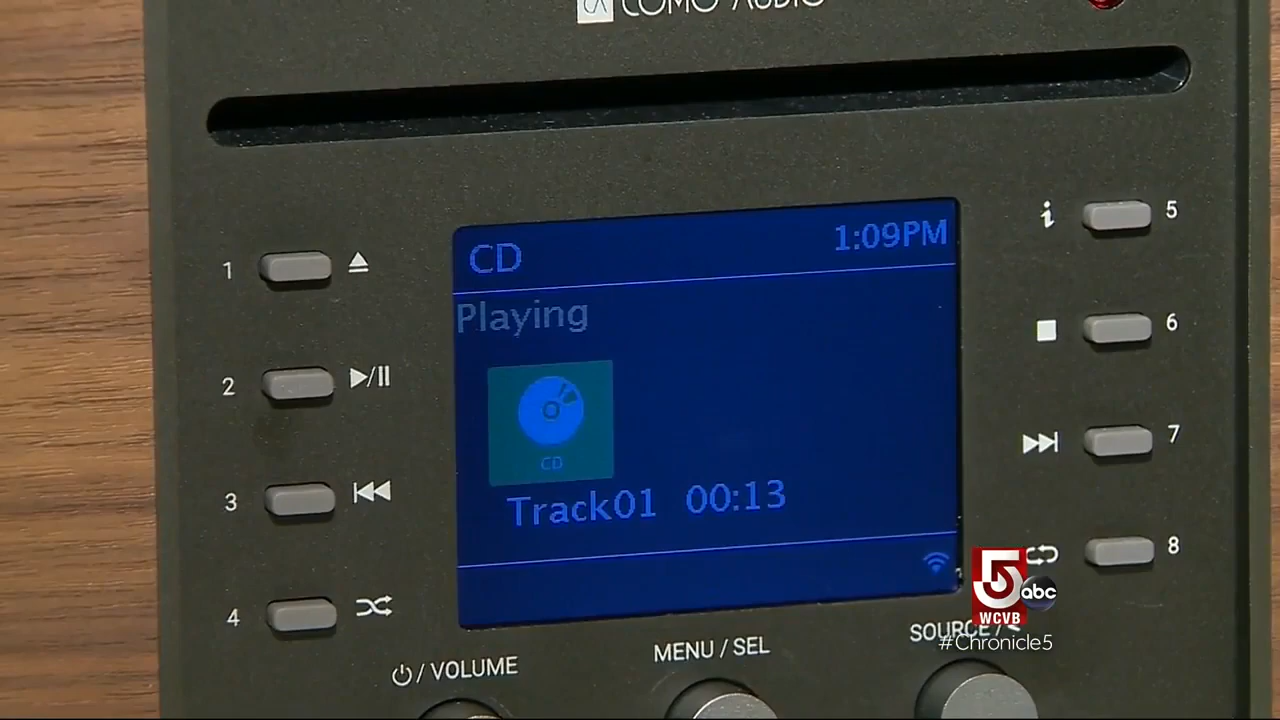 COMO AUDIO
CD 1:09PM
Playing
CD
Track01 00:13
1
2
3
4
5
6
7
8
/ VOLUME
MENU / SEL
SOURCE /
5
abc
WCVB
#Chronicle5